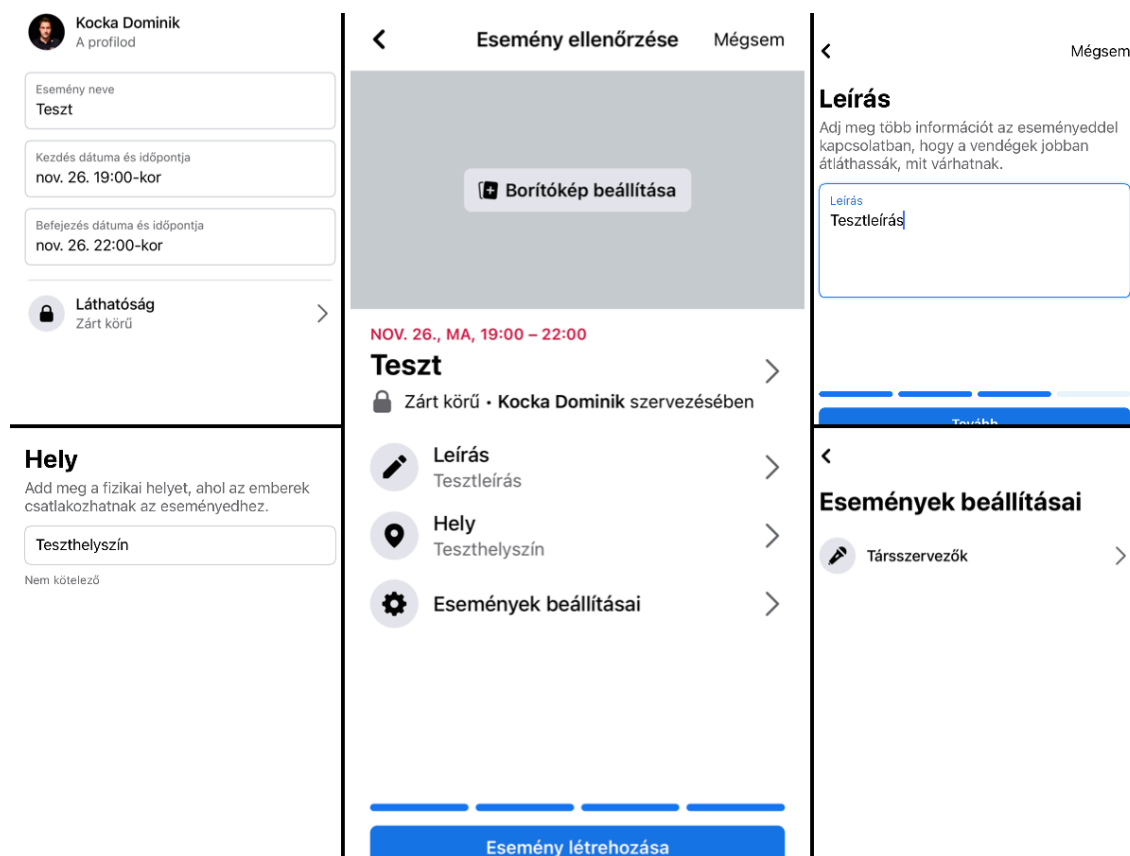 Kocka Dominik
A profilod
Esemény neve
Teszt
Kezdés dátuma és időpontja
nov. 26. 19:00-kor
Befejezés dátuma és időpontja
nov. 26. 22:00-kor
Láthatóság
Zárt körű
Hely
Add meg a fizikai helyet, ahol az emberek
csatlakozhatnak az eseményedhez.
Teszthelyszín
Nem kötelező
Esemény ellenőrzése
Mégsem
Borítókép beállítása
NOV. 26., MA, 19:00 – 22:00
Teszt
Zárt körű • Kocka Dominik szervezésében
Leírás
Tesztleírás
Hely
Teszthelyszín
Események beállításai
Esemény létrehozása
Mégsem
Leírás
Adj meg több információt az eseményeddel
kapcsolatban, hogy a vendégek jobban
átláthassák, mit várhatnak.
Leírás
Tesztleírás
Tovább
Események beállításai
Társszervezők